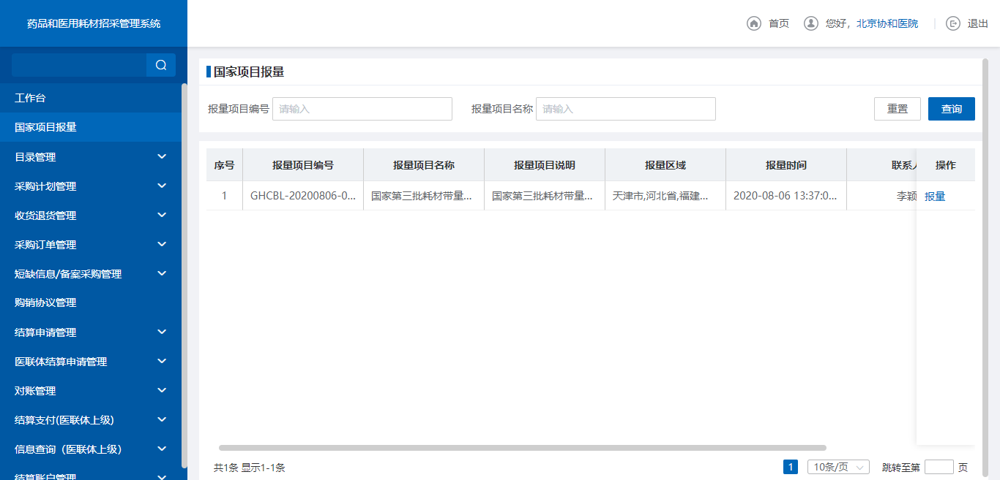 药品和医用耗材招采管理系统
首页
您好，北京协和医院
退出
工作台
国家项目报量
目录管理
采购计划管理
收货退货管理
采购订单管理
短缺信息/备案采购管理
购销协议管理
结算申请管理
医联体结算申请管理
对账管理
结算支付(医联体上级)
信息查询（医联体上级）
结算账户管理
国家项目报量
报量项目编号 请输入 报量项目名称 请输入 重置 查询
序号 报量项目编号 报量项目名称 报量项目说明 报量区域 报量时间 联系人 操作
1 GHCBL-20200806-0... 国家第三批耗材带量... 国家第三批耗材带量... 天津市,河北省,福建... 2020-08-06 13:37:0... 李颖 报量
共1条 显示1-1条 1 10条/页 跳转至第 页